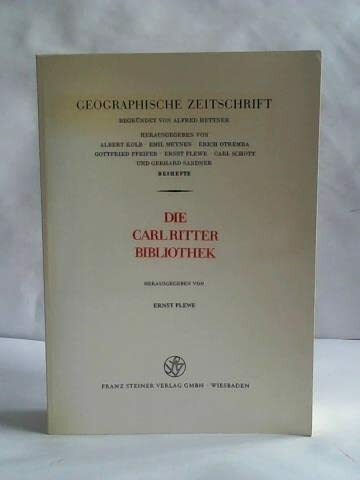 GEOGRAPHISCHE ZEITSCHRIFT
BEGRÜNDET VON ALFRED HETTNER
HERAUSGEGEBEN VON
ALBERT KOLB · EMIL MEYNEN · ERICH OTREMBA
GOTTFRIED PFEIFER · ERNST PLEWE · CARL SCHOTT
UND GERHARD SANDNER
BEIHEFTE
DIE
CARL RITTER
BIBLIOTHEK
HERAUSGEGEBEN VON
ERNST PLEWE
FRANZ STEINER VERLAG GMBH · WIESBADEN